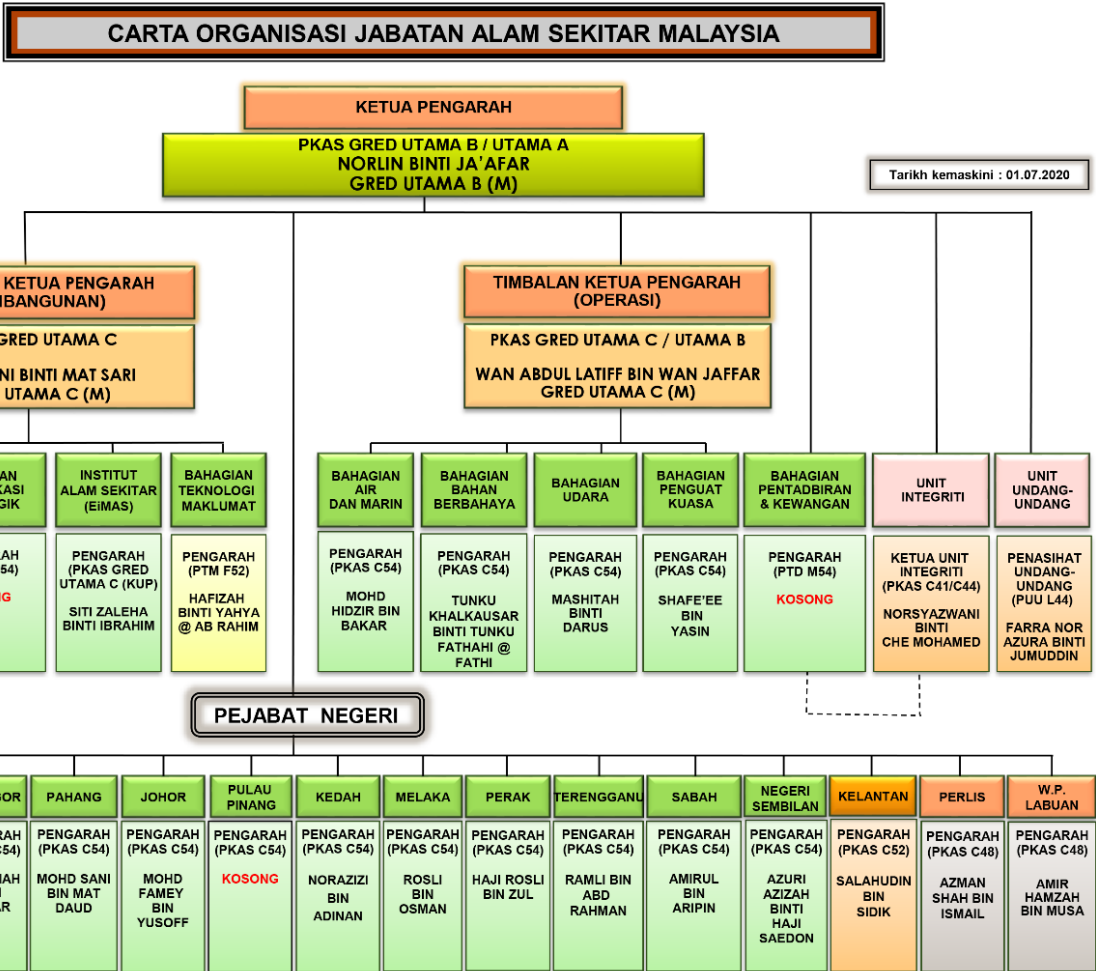 CARTA ORGANISASI JABATAN ALAM SEKITAR MALAYSIA
KETUA PENGARAH
PKAS GRED UTAMA B / UTAMA A
NORLIN BINTI JA’AFAR
GRED UTAMA B (M)
Tarikh kemaskini : 01.07.2020
KETUA PENGARAH
IBANGUNAN)
GRED UTAMA C
NI BINTI MAT SARI
UTAMA C (M)
TIMBALAN KETUA PENGARAH
(OPERASI)
PKAS GRED UTAMA C / UTAMA B
WAN ABDUL LATIFF BIN WAN JAFFAR
GRED UTAMA C (M)
AN
KASI
GIK
AH
54)
NG
INSTITUT
ALAM SEKITAR
(EiMAS)
PENGARAH
(PKAS GRED
UTAMA C (KUP)
SITI ZALEHA
BINTI IBRAHIM
BAHAGIAN
TEKNOLOGI
MAKLUMAT
PENGARAH
(PTM F52)
HAFIZAH
BINTI YAHYA
@ AB RAHIM
BAHAGIAN
AIR
DAN MARIN
PENGARAH
(PKAS C54)
MOHD
HIDZIR BIN
BAKAR
BAHAGIAN
BAHAN
BERBAHAYA
PENGARAH
(PKAS C54)
TUNKU
KHALKAUSAR
BINTI TUNKU
FATHAHI @
FATHI
BAHAGIAN
UDARA
PENGARAH
(PKAS C54)
MASHITAH
BINTI
DARUS
BAHAGIAN
PENGUAT
KUASA
PENGARAH
(PKAS C54)
SHAFE’EE
BIN
YASIN
BAHAGIAN
PENTADBIRAN
& KEWANGAN
PENGARAH
(PTD M54)
KOSONG
UNIT
INTEGRITI
KETUA UNIT
INTEGRITI
(PKAS C41/C44)
NORSYAZWANI
BINTI
CHE MOHAMED
UNIT
UNDANG-
UNDANG
PENASIHAT
UNDANG-
UNDANG
(PUU L44)
FARRA NOR
AZURA BINTI
JUMUDDIN
PEJABAT NEGERI
GOR
RAH
C54)
IAH
R
PAHANG
PENGARAH
(PKAS C54)
MOHD SANI
BIN MAT
DAUD
JOHOR
PENGARAH
(PKAS C54)
MOHD
FAMEY
BIN
YUSOFF
PULAU
PINANG
PENGARAH
(PKAS C54)
KOSONG
KEDAH
PENGARAH
(PKAS C54)
NORAZIZI
BIN
ADINAN
MELAKA
PENGARAH
(PKAS C54)
ROSLI
BIN
OSMAN
PERAK
PENGARAH
(PKAS C54)
HAJI ROSLI
BIN ZUL
TERENGGANU
PENGARAH
(PKAS C54)
RAMLI BIN
ABD
RAHMAN
SABAH
PENGARAH
(PKAS C54)
AMIRUL
BIN
ARIPIN
NEGERI
SEMBILAN
PENGARAH
(PKAS C54)
AZURI
AZIZAH
BINTI
HAJI
SAEDON
KELANTAN
PENGARAH
(PKAS C52)
SALAHUDIN
BIN
SIDIK
PERLIS
PENGARAH
(PKAS C48)
AZMAN
SHAH BIN
ISMAIL
W.P.
LABUAN
PENGARAH
(PKAS C48)
AMIR
HAMZAH
BIN MUSA